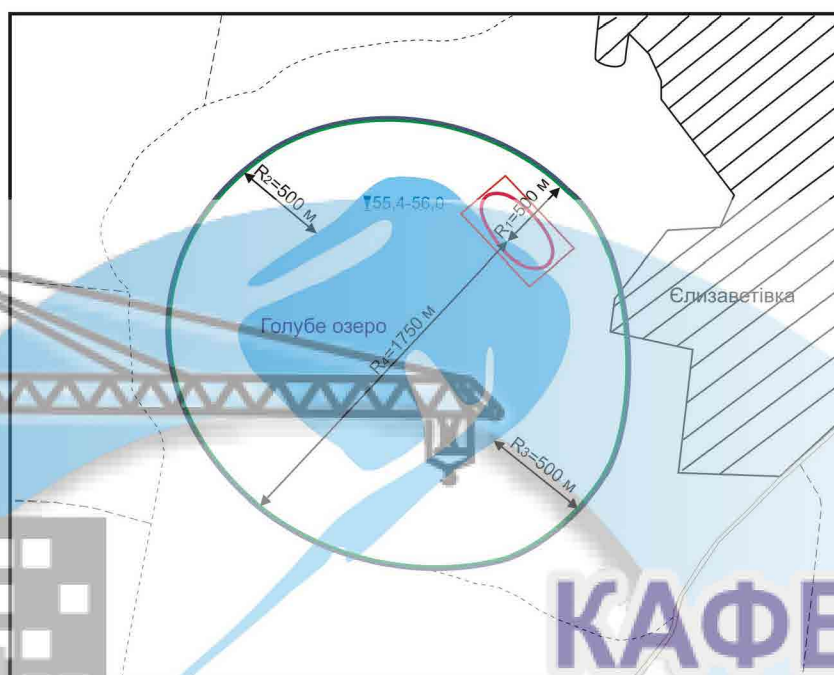 R₂=500 м
55,4-56,0
R₁=500 м
Єлизаветівка
Голубе озеро
R₄=1750 м
R₃=500 м
КАФЕ